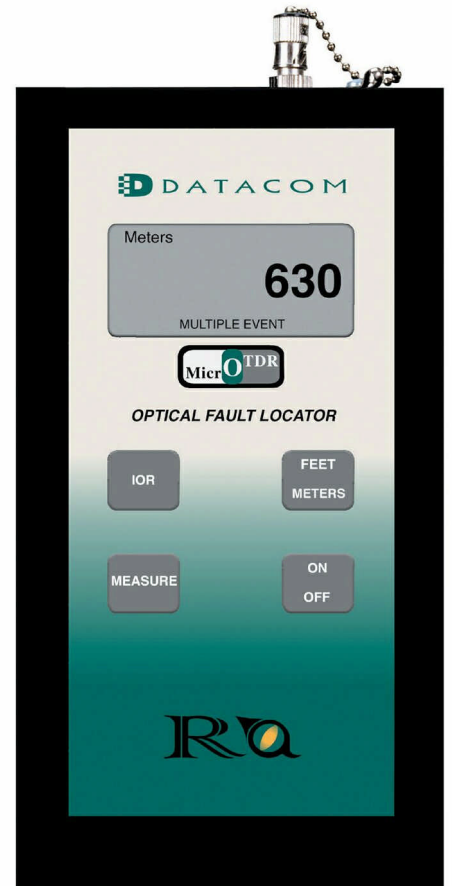 DATACOM
Meters
630
MULTIPLE EVENT
MicrOTDR
OPTICAL FAULT LOCATOR
IOR
FEET
METERS
MEASURE
ON
OFF
Ra